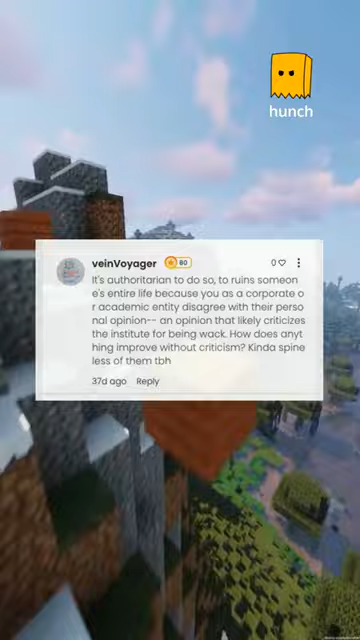 hunch
veinVoyager 60 0
It's authoritarian to do so, to ruins someon
e's entire life because you as a corporate o
r academic entity disagree with their perso
nal opinion-- an opinion that likely criticizes
the institute for being wack. How does anyt
hing improve without criticism? Kinda spine
less of them tbh
37d ago Reply